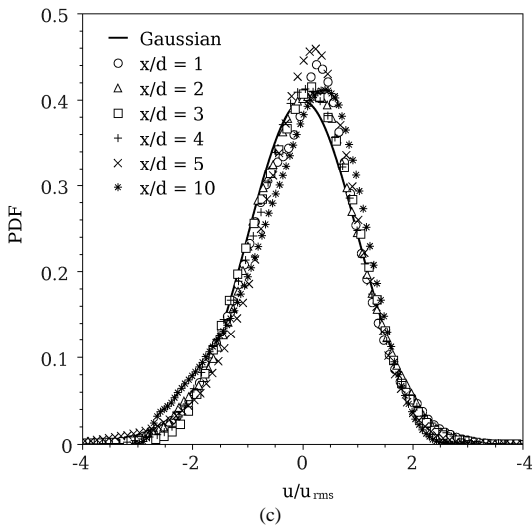 0.5
Gaussian
x/d = 1
x/d = 2
0.4
x/d = 3
x/d = 4
x/d = 5
x/d = 10
0.3
PDF
0.2
0.1
0
-4
-2
0
2
-4
u/u rms
(c)